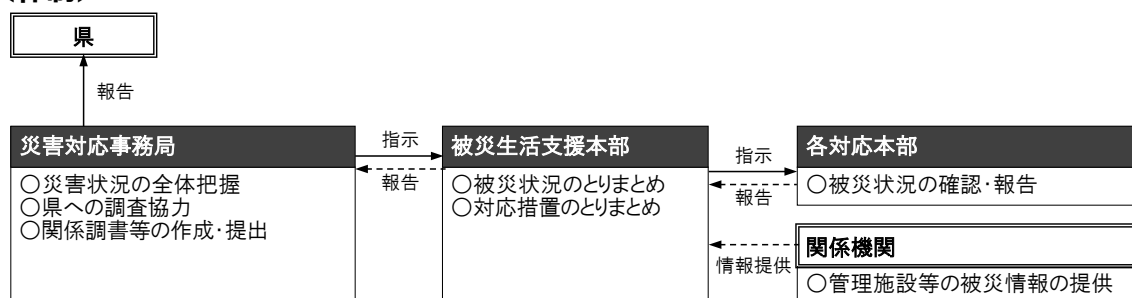 県
報告
災害対応事務局
○災害状況の全体把握
○県への調査協力
○関係調書等の作成・提出
指示
報告
被災生活支援本部
○被災状況のとりまとめ
○対応措置のとりまとめ
指示
報告
各対応本部
○被災状況の確認・報告
情報提供
関係機関
○管理施設等の被災情報の提供